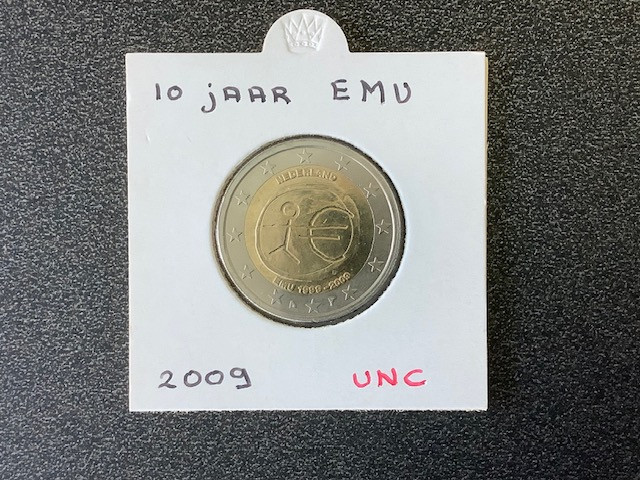 10 jAAR EMU
NEDERLAND
EMU 1999-2009
2009 UNC